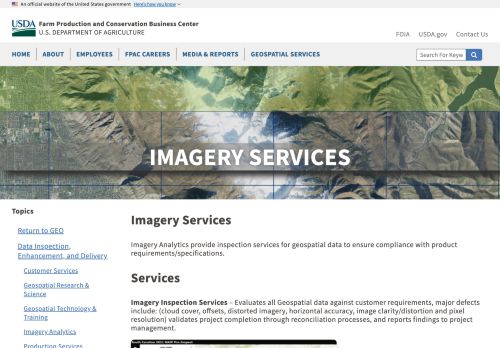 An official website of the United States government Here's how you know
USDA Farm Production and Conservation Business Center
U.S. DEPARTMENT OF AGRICULTURE
FOIA USDA.gov Contact Us
HOME ABOUT EMPLOYEES FPAC CAREERS MEDIA & REPORTS GEOSPATIAL SERVICES
Search For Keyw
IMAGERY SERVICES
Topics
Return to GEO
Data Inspection,
Enhancement, and Delivery
Customer Services
Geospatial Research &
Science
Geospatial Technology &
Training
Imagery Analytics
Production Services
Imagery Services
Imagery Analytics provide inspection services for geospatial data to ensure compliance with product
requirements/specifications.
Services
Imagery Inspection Services – Evaluates all Geospatial data against customer requirements, major defects
include: (cloud cover, offsets, distorted imagery, horizontal accuracy, image clarity/distortion and pixel
resolution) validates project completion through reconciliation processes, and reports findings to project
management.